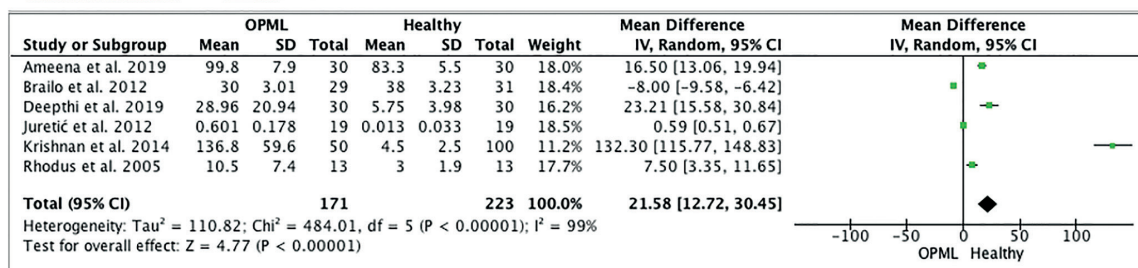 OPML Healthy Mean Difference Mean Difference
Study or Subgroup Mean SD Total Mean SD Total Weight IV, Random, 95% CI IV, Random, 95% CI
Ameena et al. 2019 99.8 7.9 30 83.3 5.5 30 18.0% 16.50 [13.06, 19.94]
Brailo et al. 2012 30 3.01 29 38 3.23 31 18.4% -8.00 [-9.58, -6.42]
Deepthi et al. 2019 28.96 20.94 30 5.75 3.98 30 16.2% 23.21 [15.58, 30.84]
Juretić et al. 2012 0.601 0.178 19 0.013 0.033 19 18.5% 0.59 [0.51, 0.67]
Krishnan et al. 2014 136.8 59.6 50 4.5 2.5 100 11.2% 132.30 [115.77, 148.83]
Rhodus et al. 2005 10.5 7.4 13 3 1.9 13 17.7% 7.50 [3.35, 11.65]
Total (95% CI) 171 223 100.0% 21.58 [12.72, 30.45]
Heterogeneity: Tau² = 110.82; Chi² = 484.01, df = 5 (P < 0.00001); I² = 99%
Test for overall effect: Z = 4.77 (P < 0.00001)
-100 -50 0 50 100
OPML Healthy